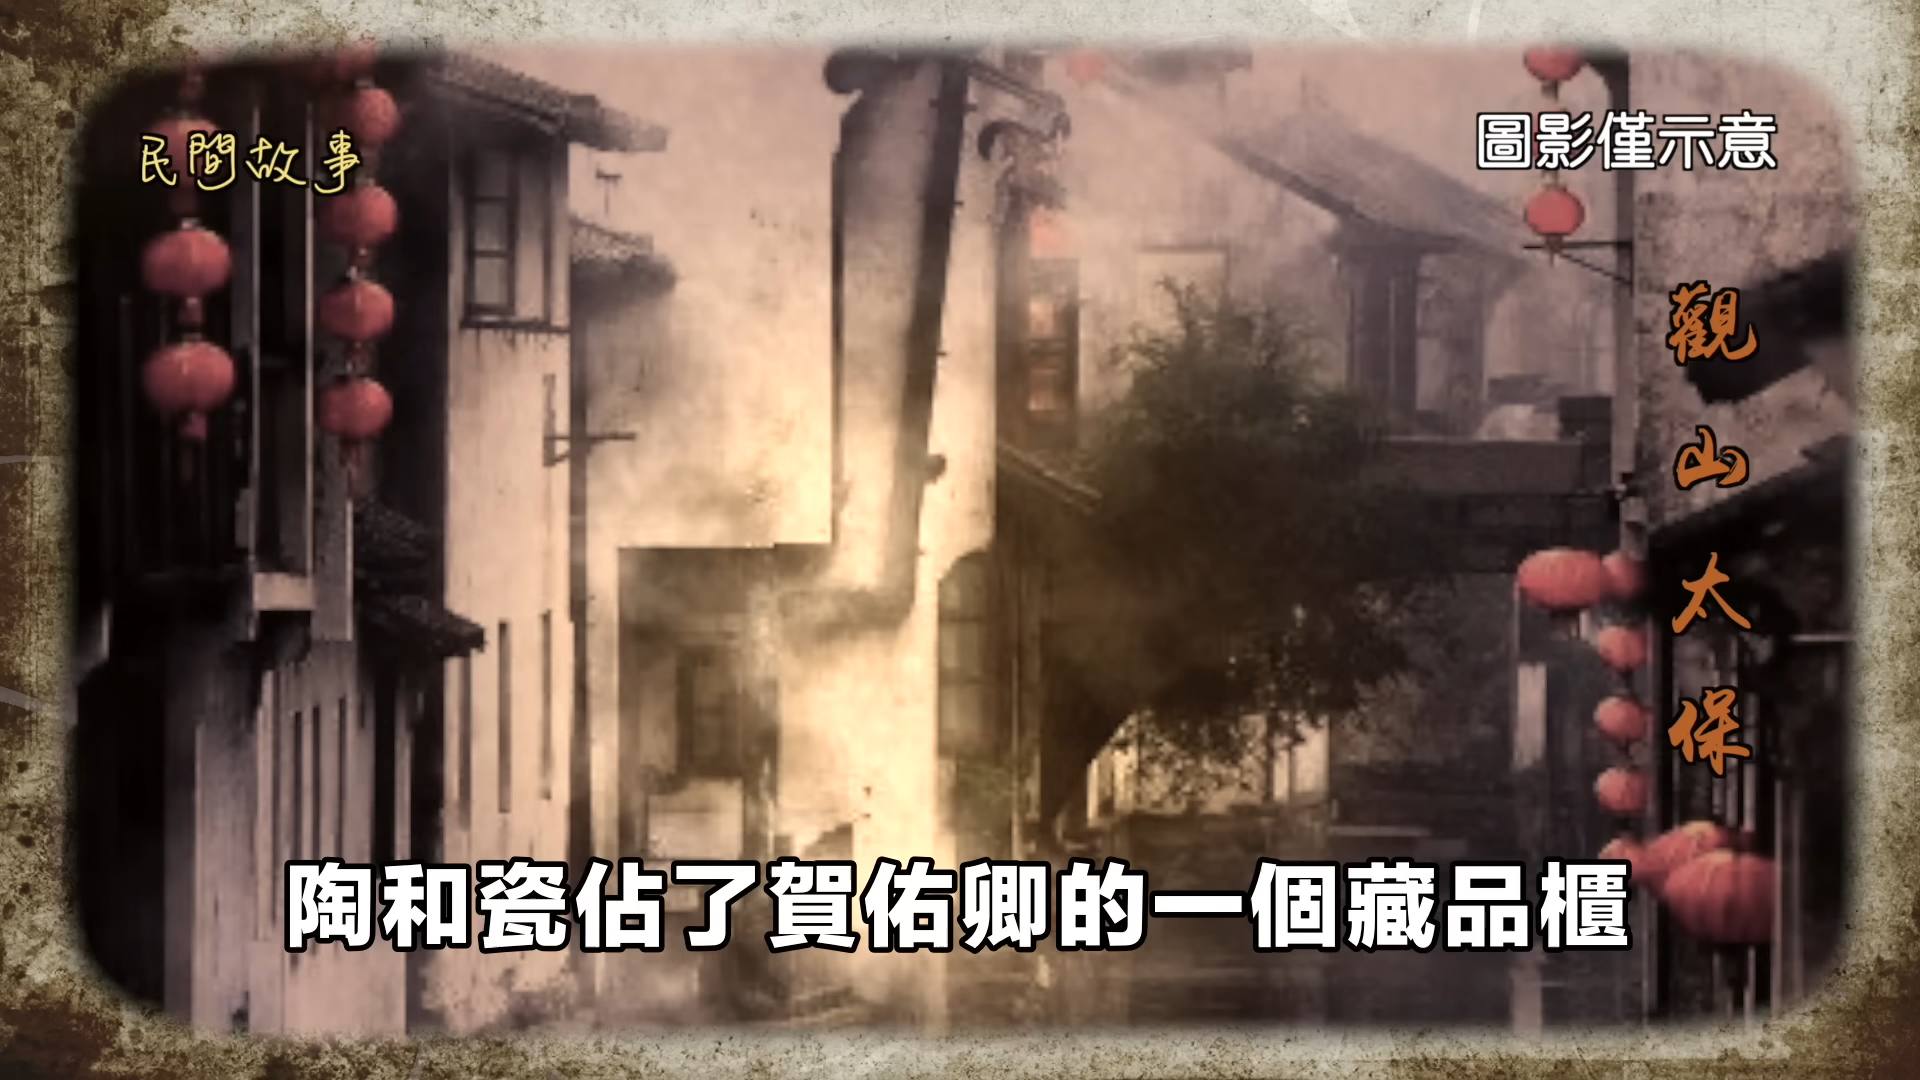 民間故事
圖影僅示意
觀山太保
陶和瓷佔了賀佑卿的一個藏品櫃